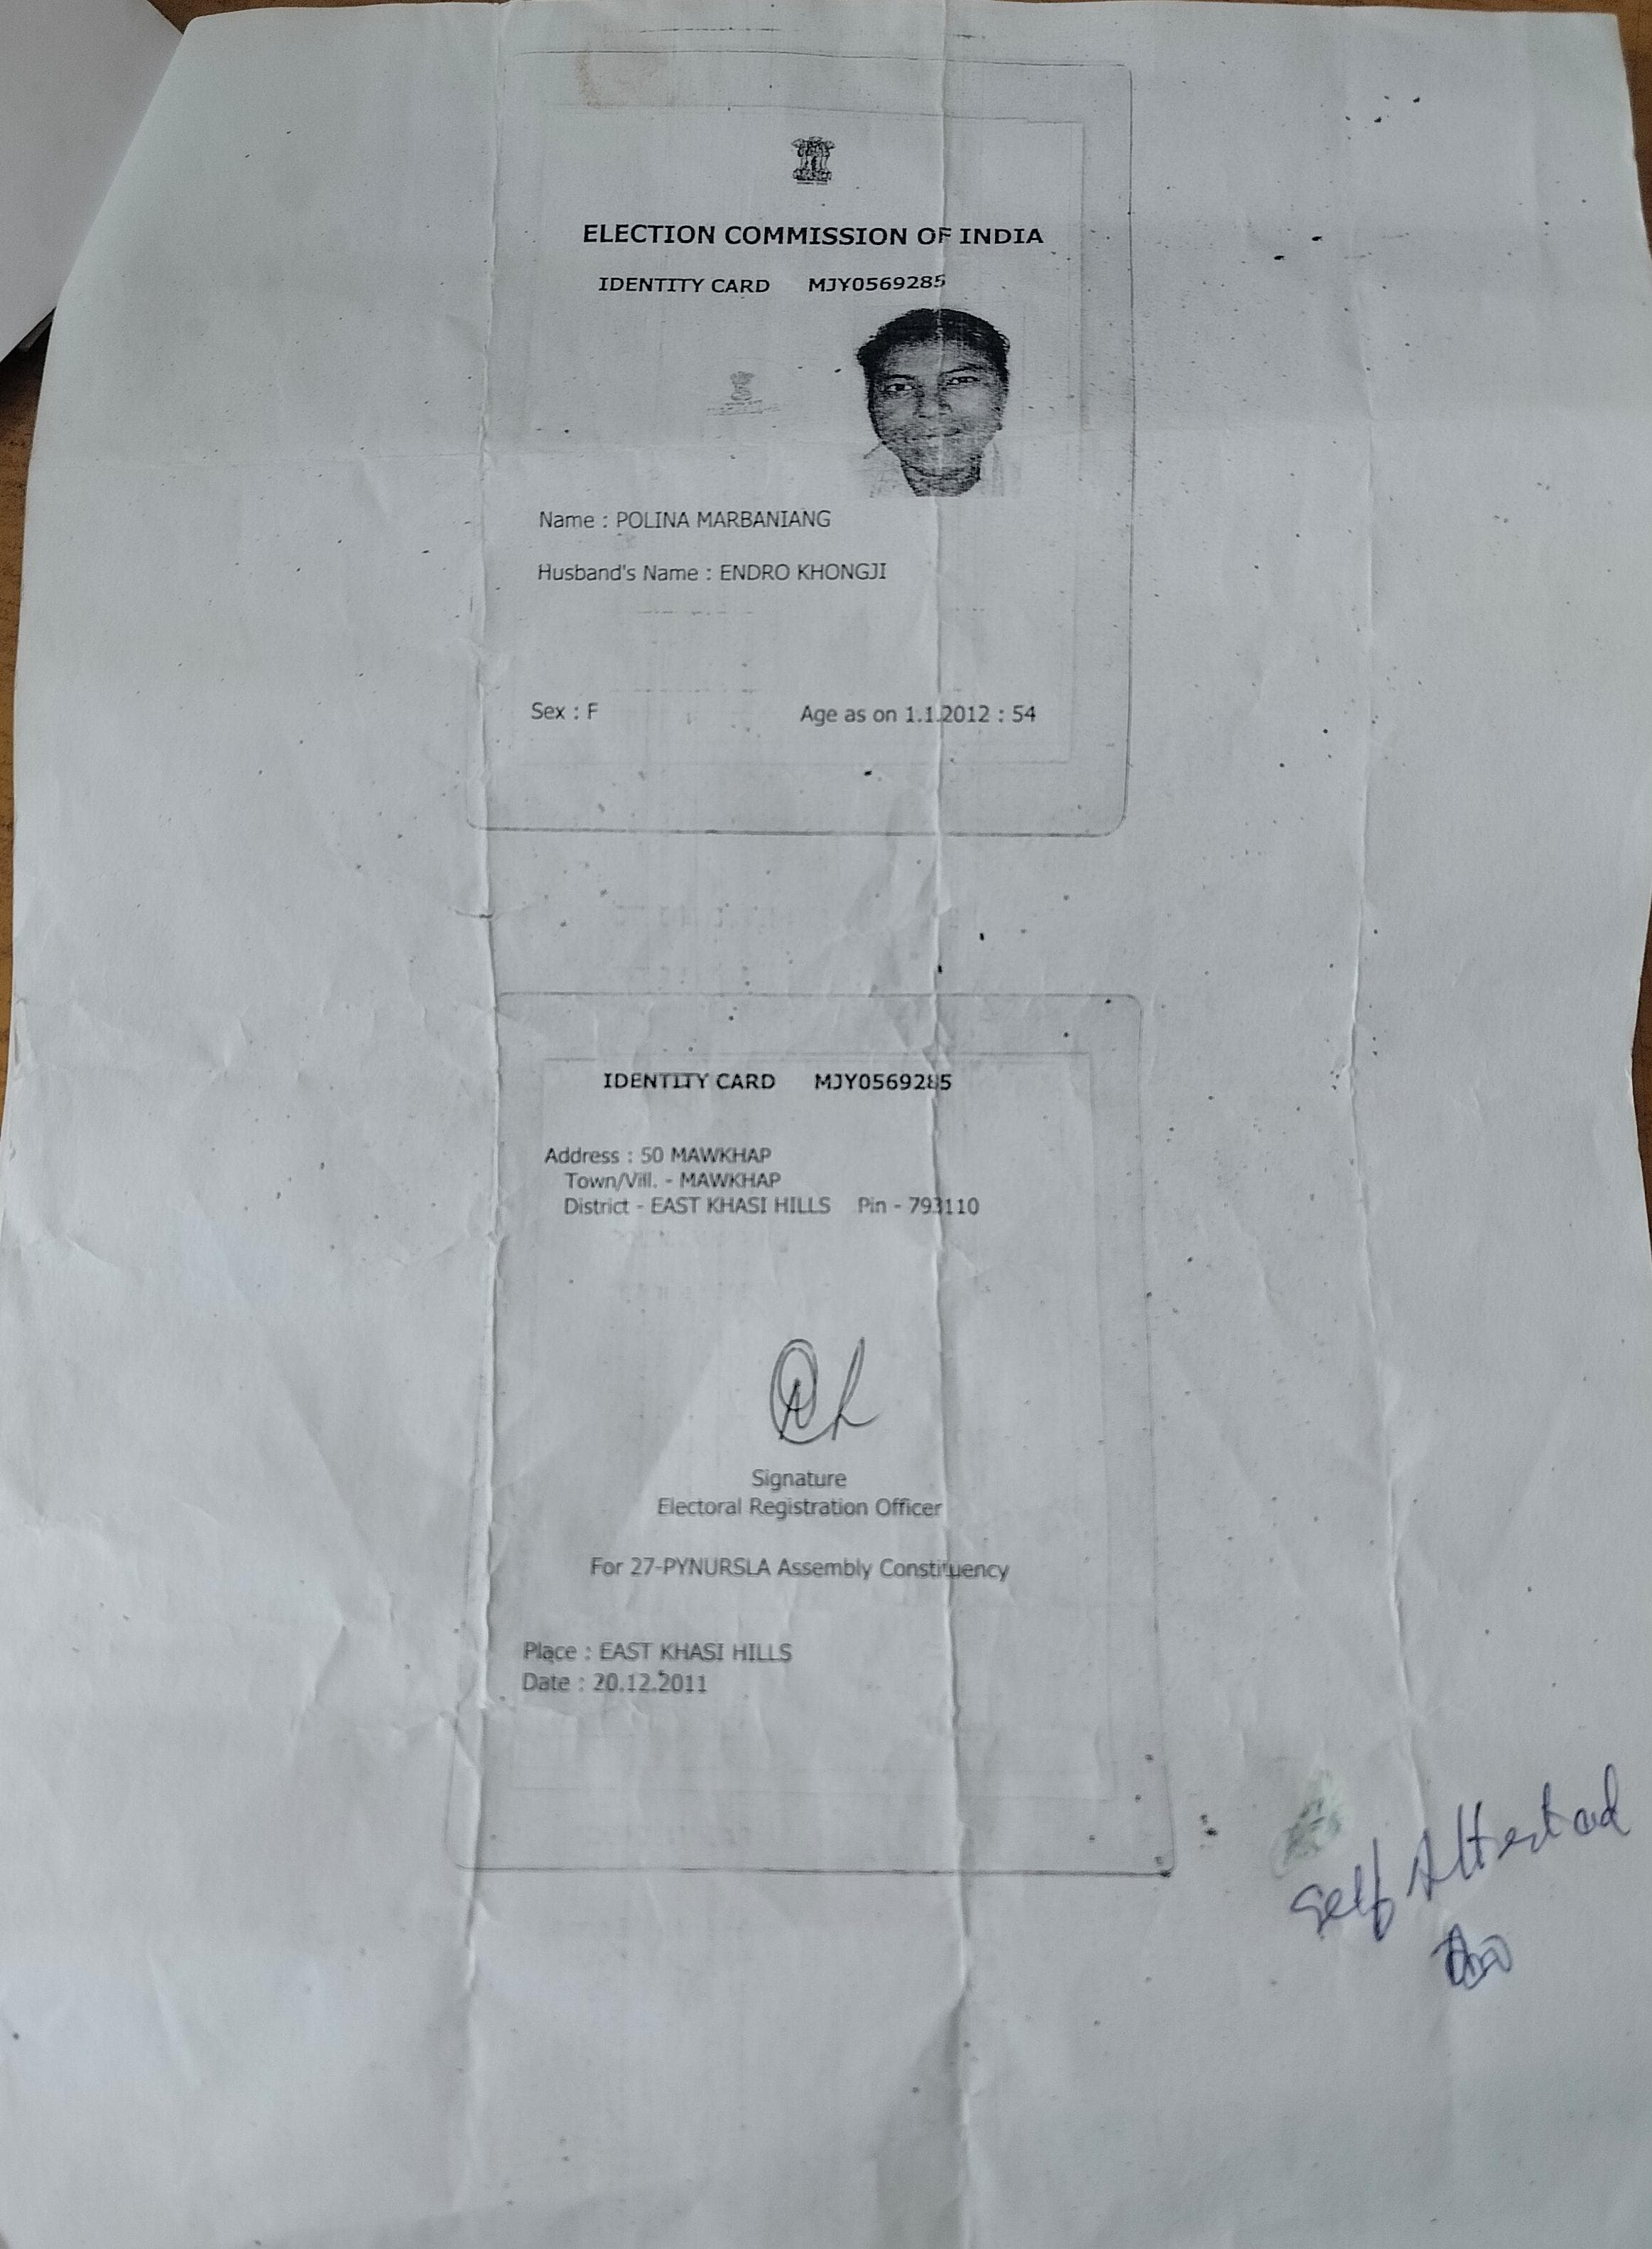 ELECTION COMMISSION OF INDIA
IDENTITY CARD MJY0569285
Name : POLINA MARBANIANG
Husband's Name : ENDRO KHONGJI
Sex : F Age as on 1.1.2012 : 54
IDENTITY CARD MJY0569285
Address : 50 MAWKHAP
Town/Vill. - MAWKHAP
District - EAST KHASI HILLS Pin - 793110
Signature
Electoral Registration Officer
For 27-PYNURSLA Assembly Constituency
Place : EAST KHASI HILLS
Date : 20.12.2011
Self Attested